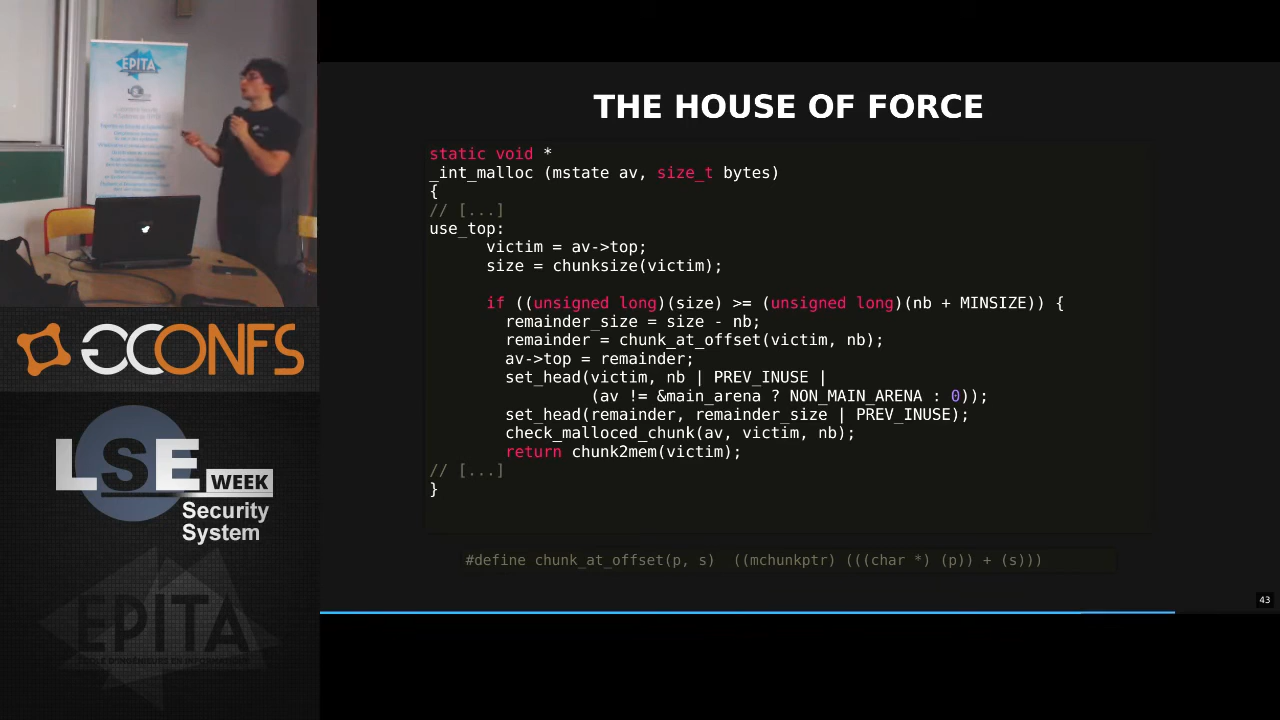 EPITA
THE HOUSE OF FORCE
static void *
_int_malloc (mstate av, size_t bytes)
{
// [...]
use_top:
victim = av->top;
size = chunksize(victim);
if ((unsigned long)(size) >= (unsigned long)(nb + MINSIZE)) {
remainder_size = size - nb;
remainder = chunk_at_offset(victim, nb);
av->top = remainder;
set_head(victim, nb | PREV_INUSE |
(av != &main_arena ? NON_MAIN_ARENA : 0));
set_head(remainder, remainder_size | PREV_INUSE);
check_malloced_chunk(av, victim, nb);
return chunk2mem(victim);
// [...]
}
#define chunk_at_offset(p, s) ((mchunkptr) (((char *) (p)) + (s)))
43
GCONFS
LSE WEEK
Security
System
EPITA